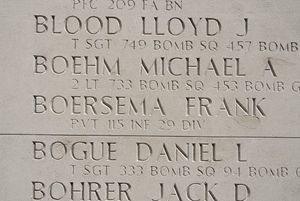 PFC 209 FA BN
BLOOD LLOYD J
T SGT 749 BOMB SQ 457 BOMB
BOEHM MICHAEL A
2 LT 733 BOMB SQ 453 BOMB G
BOERSEMA FRANK
PVT 115 INF 29 DIV
BOGUE DANIEL L
T SGT 333 BOMB SQ 94 BOMB G
BOHRER JACK D